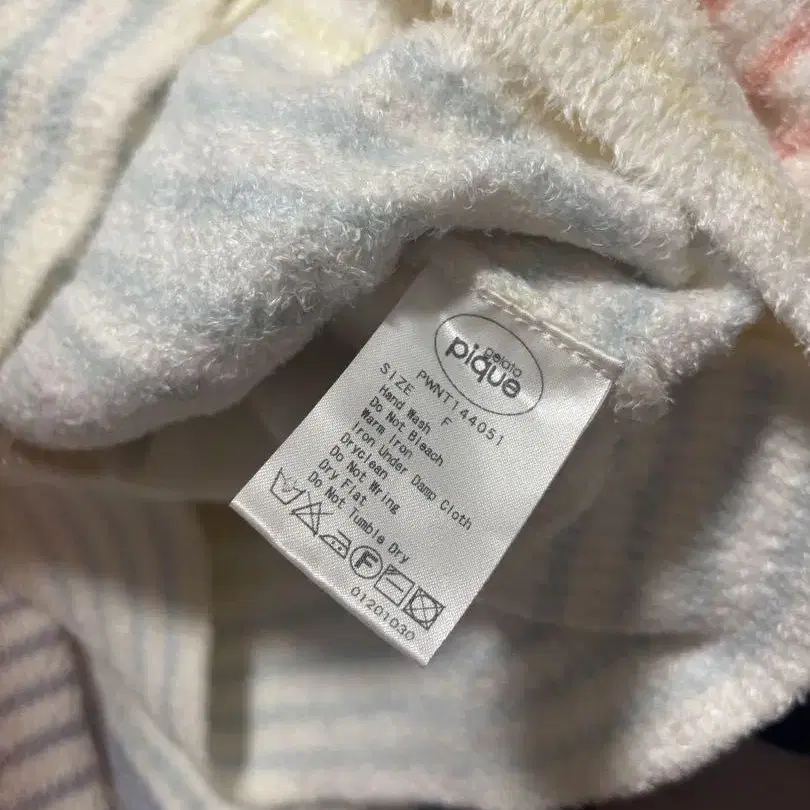 gelato
pique
PWNT144051
SIZE F
Hand Wash
Do Not Bleach
Warm Iron
Iron Under Damp Cloth
Dryclean
Do Not Wring
Dry Flat
Do Not Tumble Dry
F
01201030